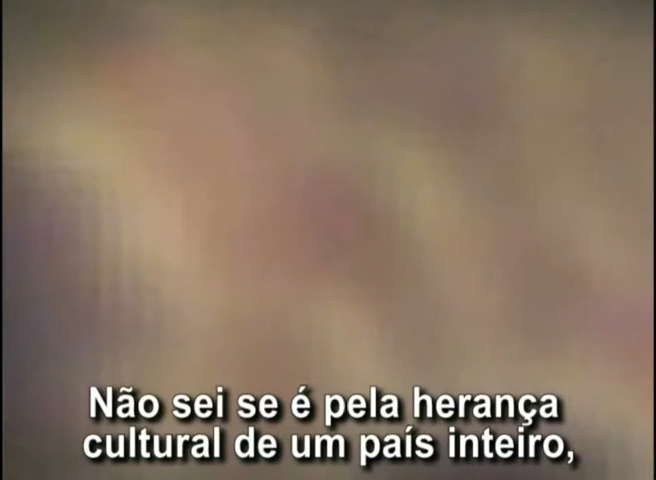 Não sei se é pela herança
cultural de um país inteiro,